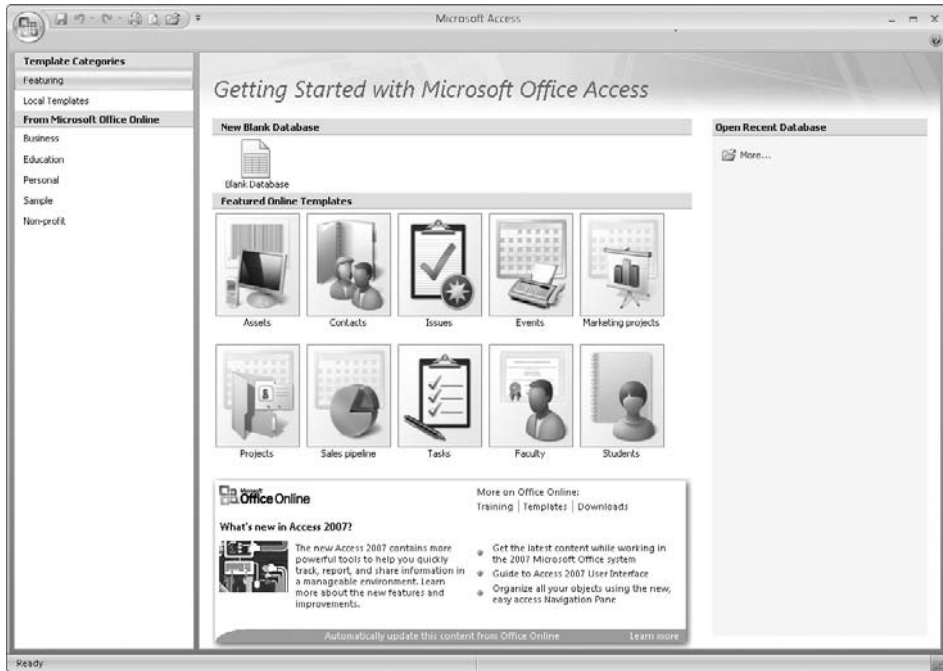 Microsoft Access
Template Categories
Featuring
Local Templates
From Microsoft Office Online
Business
Education
Personal
Sample
Non-profit
Getting Started with Microsoft Office Access
New Blank Database
Blank Database
Featured Online Templates
Assets
Contacts
Issues
Events
Marketing projects
Projects
Sales pipeline
Tasks
Faculty
Students
Microsoft
Office Online
What's new in Access 2007?
The new Access 2007 contains more
powerful tools to help you quickly
track, report, and share information in
a manageable environment. Learn
more about the new features and
improvements.
More on Office Online:
Training | Templates | Downloads
Get the latest content while working in
the 2007 Microsoft Office system
Guide to Access 2007 User Interface
Organize all your objects using the new,
easy access Navigation Pane
Automatically update this content from Office Online
Learn more
Open Recent Database
More...
Ready